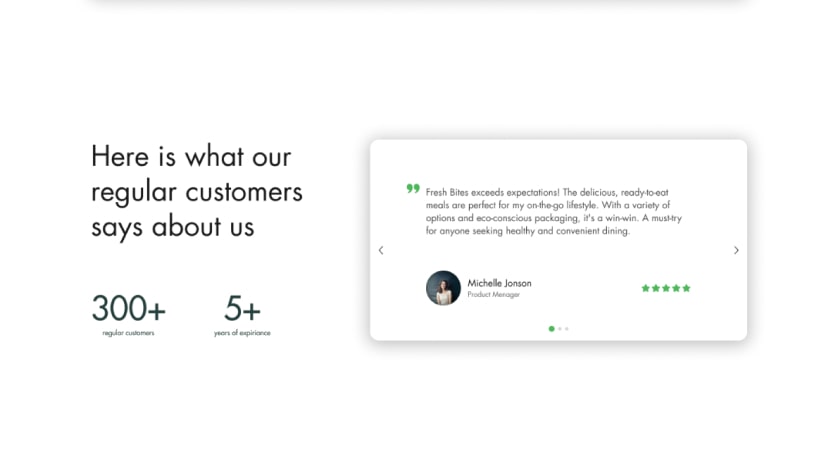 Here is what our
regular customers
says about us
300+
regular customers
5+
years of expiriance
Fresh Bites exceeds expectations! The delicious, ready-to-eat
meals are perfect for my on-the-go lifestyle. With a variety of
options and eco-conscious packaging, it's a win-win. A must-try
for anyone seeking healthy and convenient dining.
Michelle Jonson
Product Menager